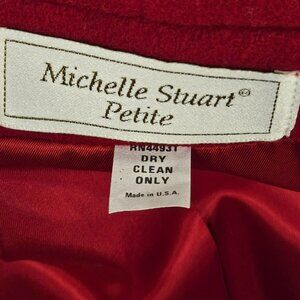 Michelle Stuart©
Petite
RN44931
DRY
CLEAN
ONLY
Made in U.S.A.